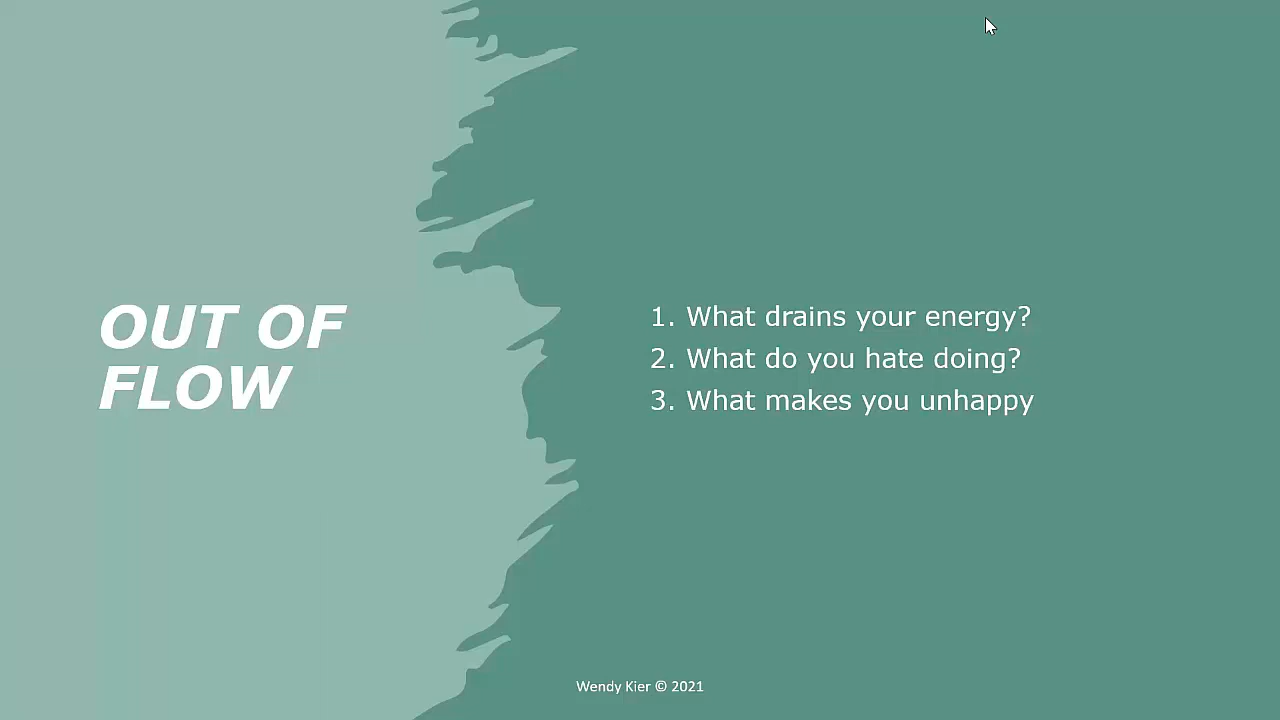 OUT OF
FLOW
1. What drains your energy?
2. What do you hate doing?
3. What makes you unhappy
Wendy Kier © 2021